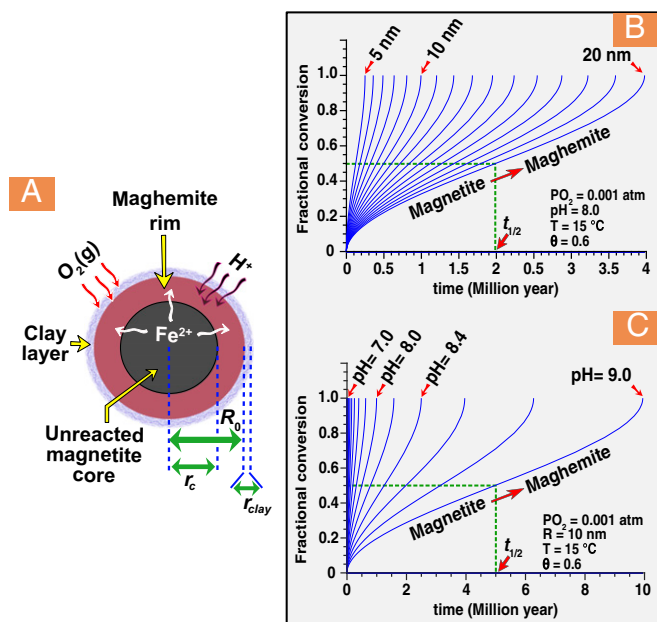 A
Maghemite
rim
O2(g)
H+
Clay
layer
Fe2+
Unreacted
magnetite
core
R0
rc
rclay
B
5 nm
10 nm
20 nm
Fractional conversion
1.0
0.8
0.6
0.4
0.2
0
Magnetite
Maghemite
PO2 = 0.001 atm
pH = 8.0
T = 15 °C
θ = 0.6
t1/2
0 0.5 1 1.5 2 2.5 3 3.5 4
time (Million year)
C
pH= 7.0
pH= 8.0
pH= 8.4
pH= 9.0
Fractional conversion
1.0
0.8
0.6
0.4
0.2
0
Magnetite
Maghemite
PO2 = 0.001 atm
R = 10 nm
T = 15 °C
θ = 0.6
t1/2
0 2 4 6 8 10
time (Million year)